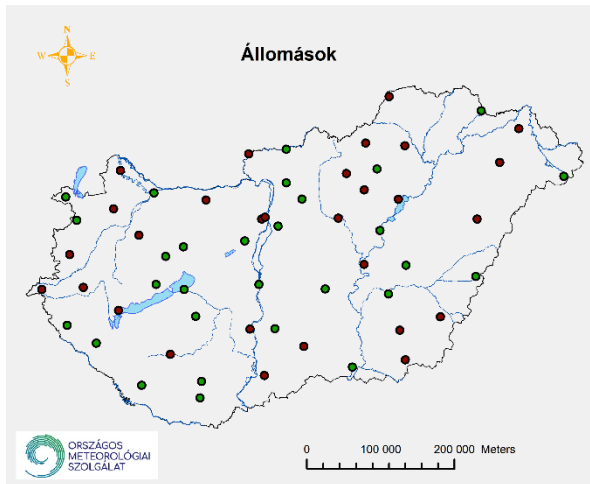 N
W E
S
Állomások
ORSZÁGOS
METEOROLÓGIAI
SZOLGÁLAT
0 100 000 200 000 Meters